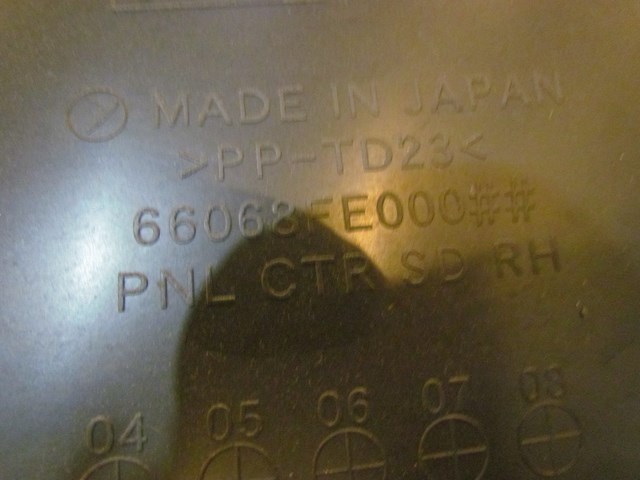 MADE IN JAPAN
>PP-TD23<
66068FE000##
PNL CTR SD RH
04 05 06 07 08